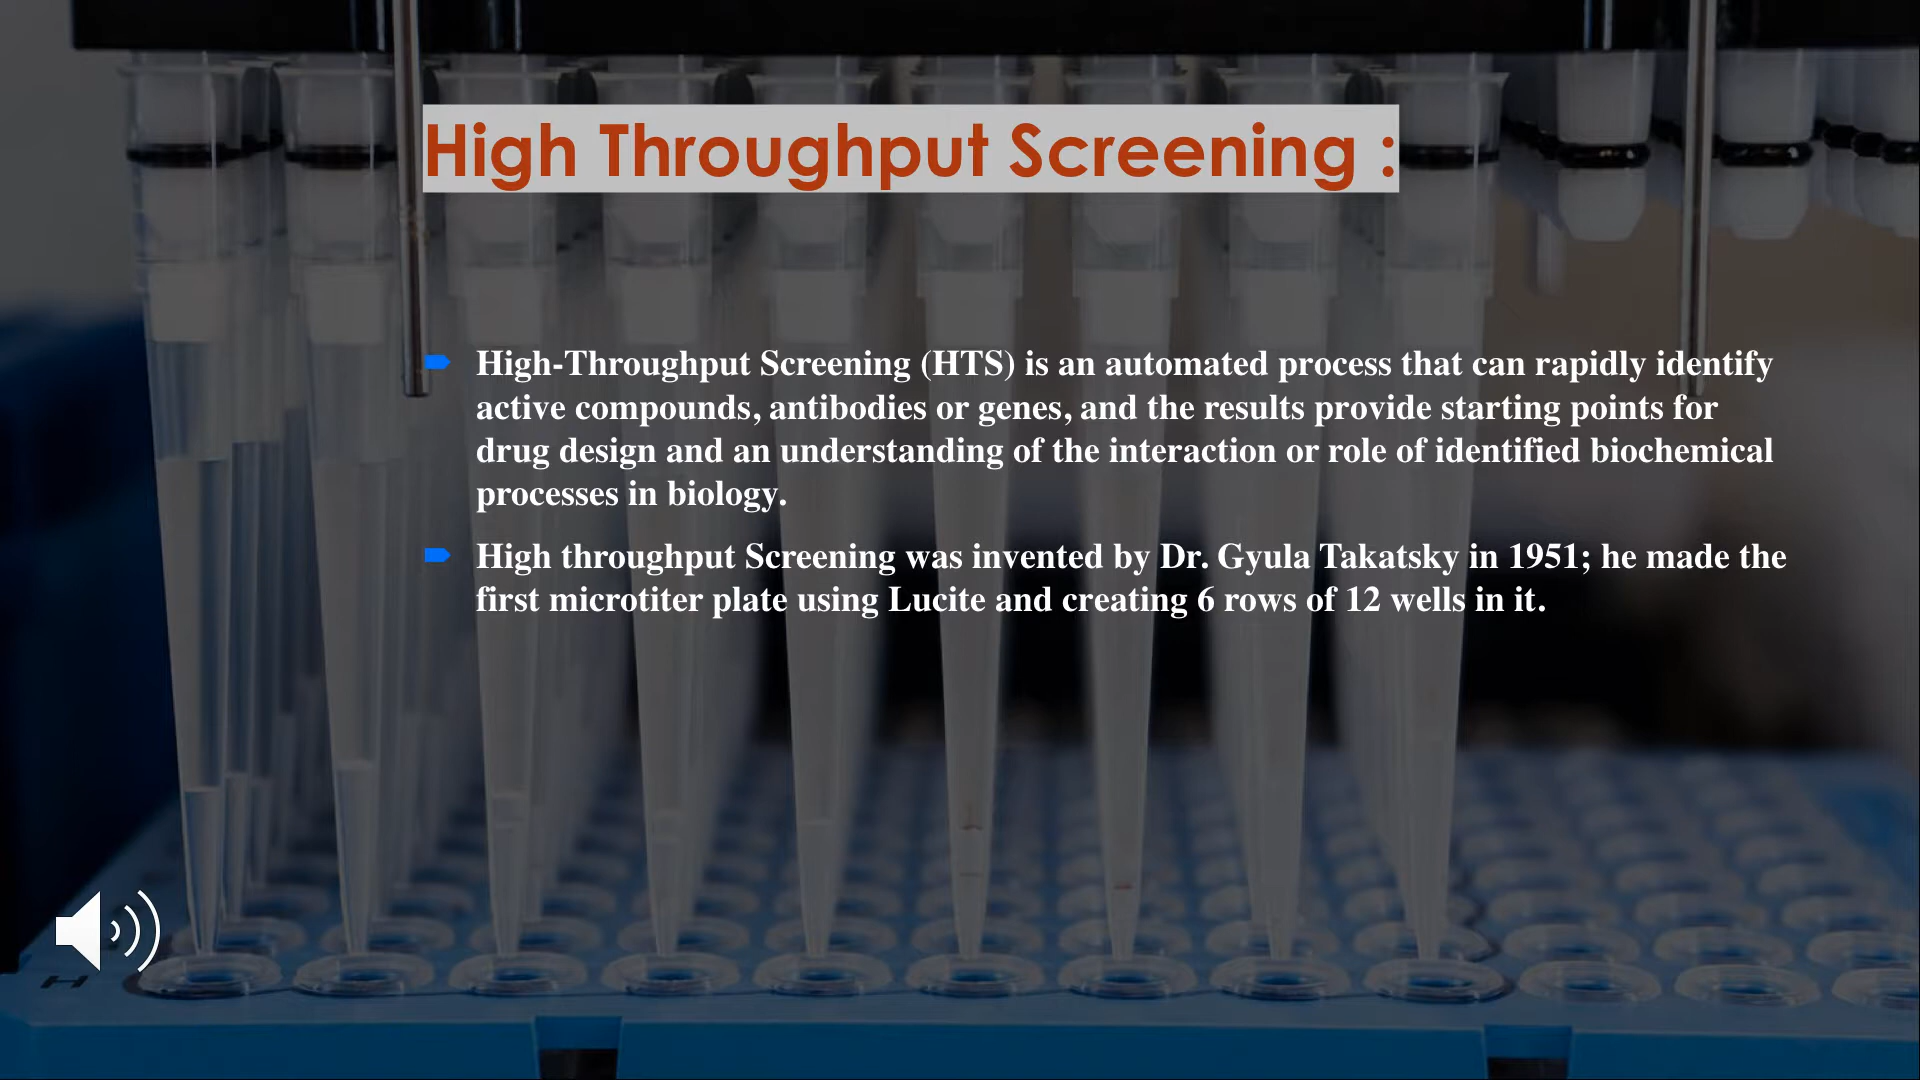 High Throughput Screening :
High-Throughput Screening (HTS) is an automated process that can rapidly identify
active compounds, antibodies or genes, and the results provide starting points for
drug design and an understanding of the interaction or role of identified biochemical
processes in biology.
High throughput Screening was invented by Dr. Gyula Takatsky in 1951; he made the
first microtiter plate using Lucite and creating 6 rows of 12 wells in it.
H